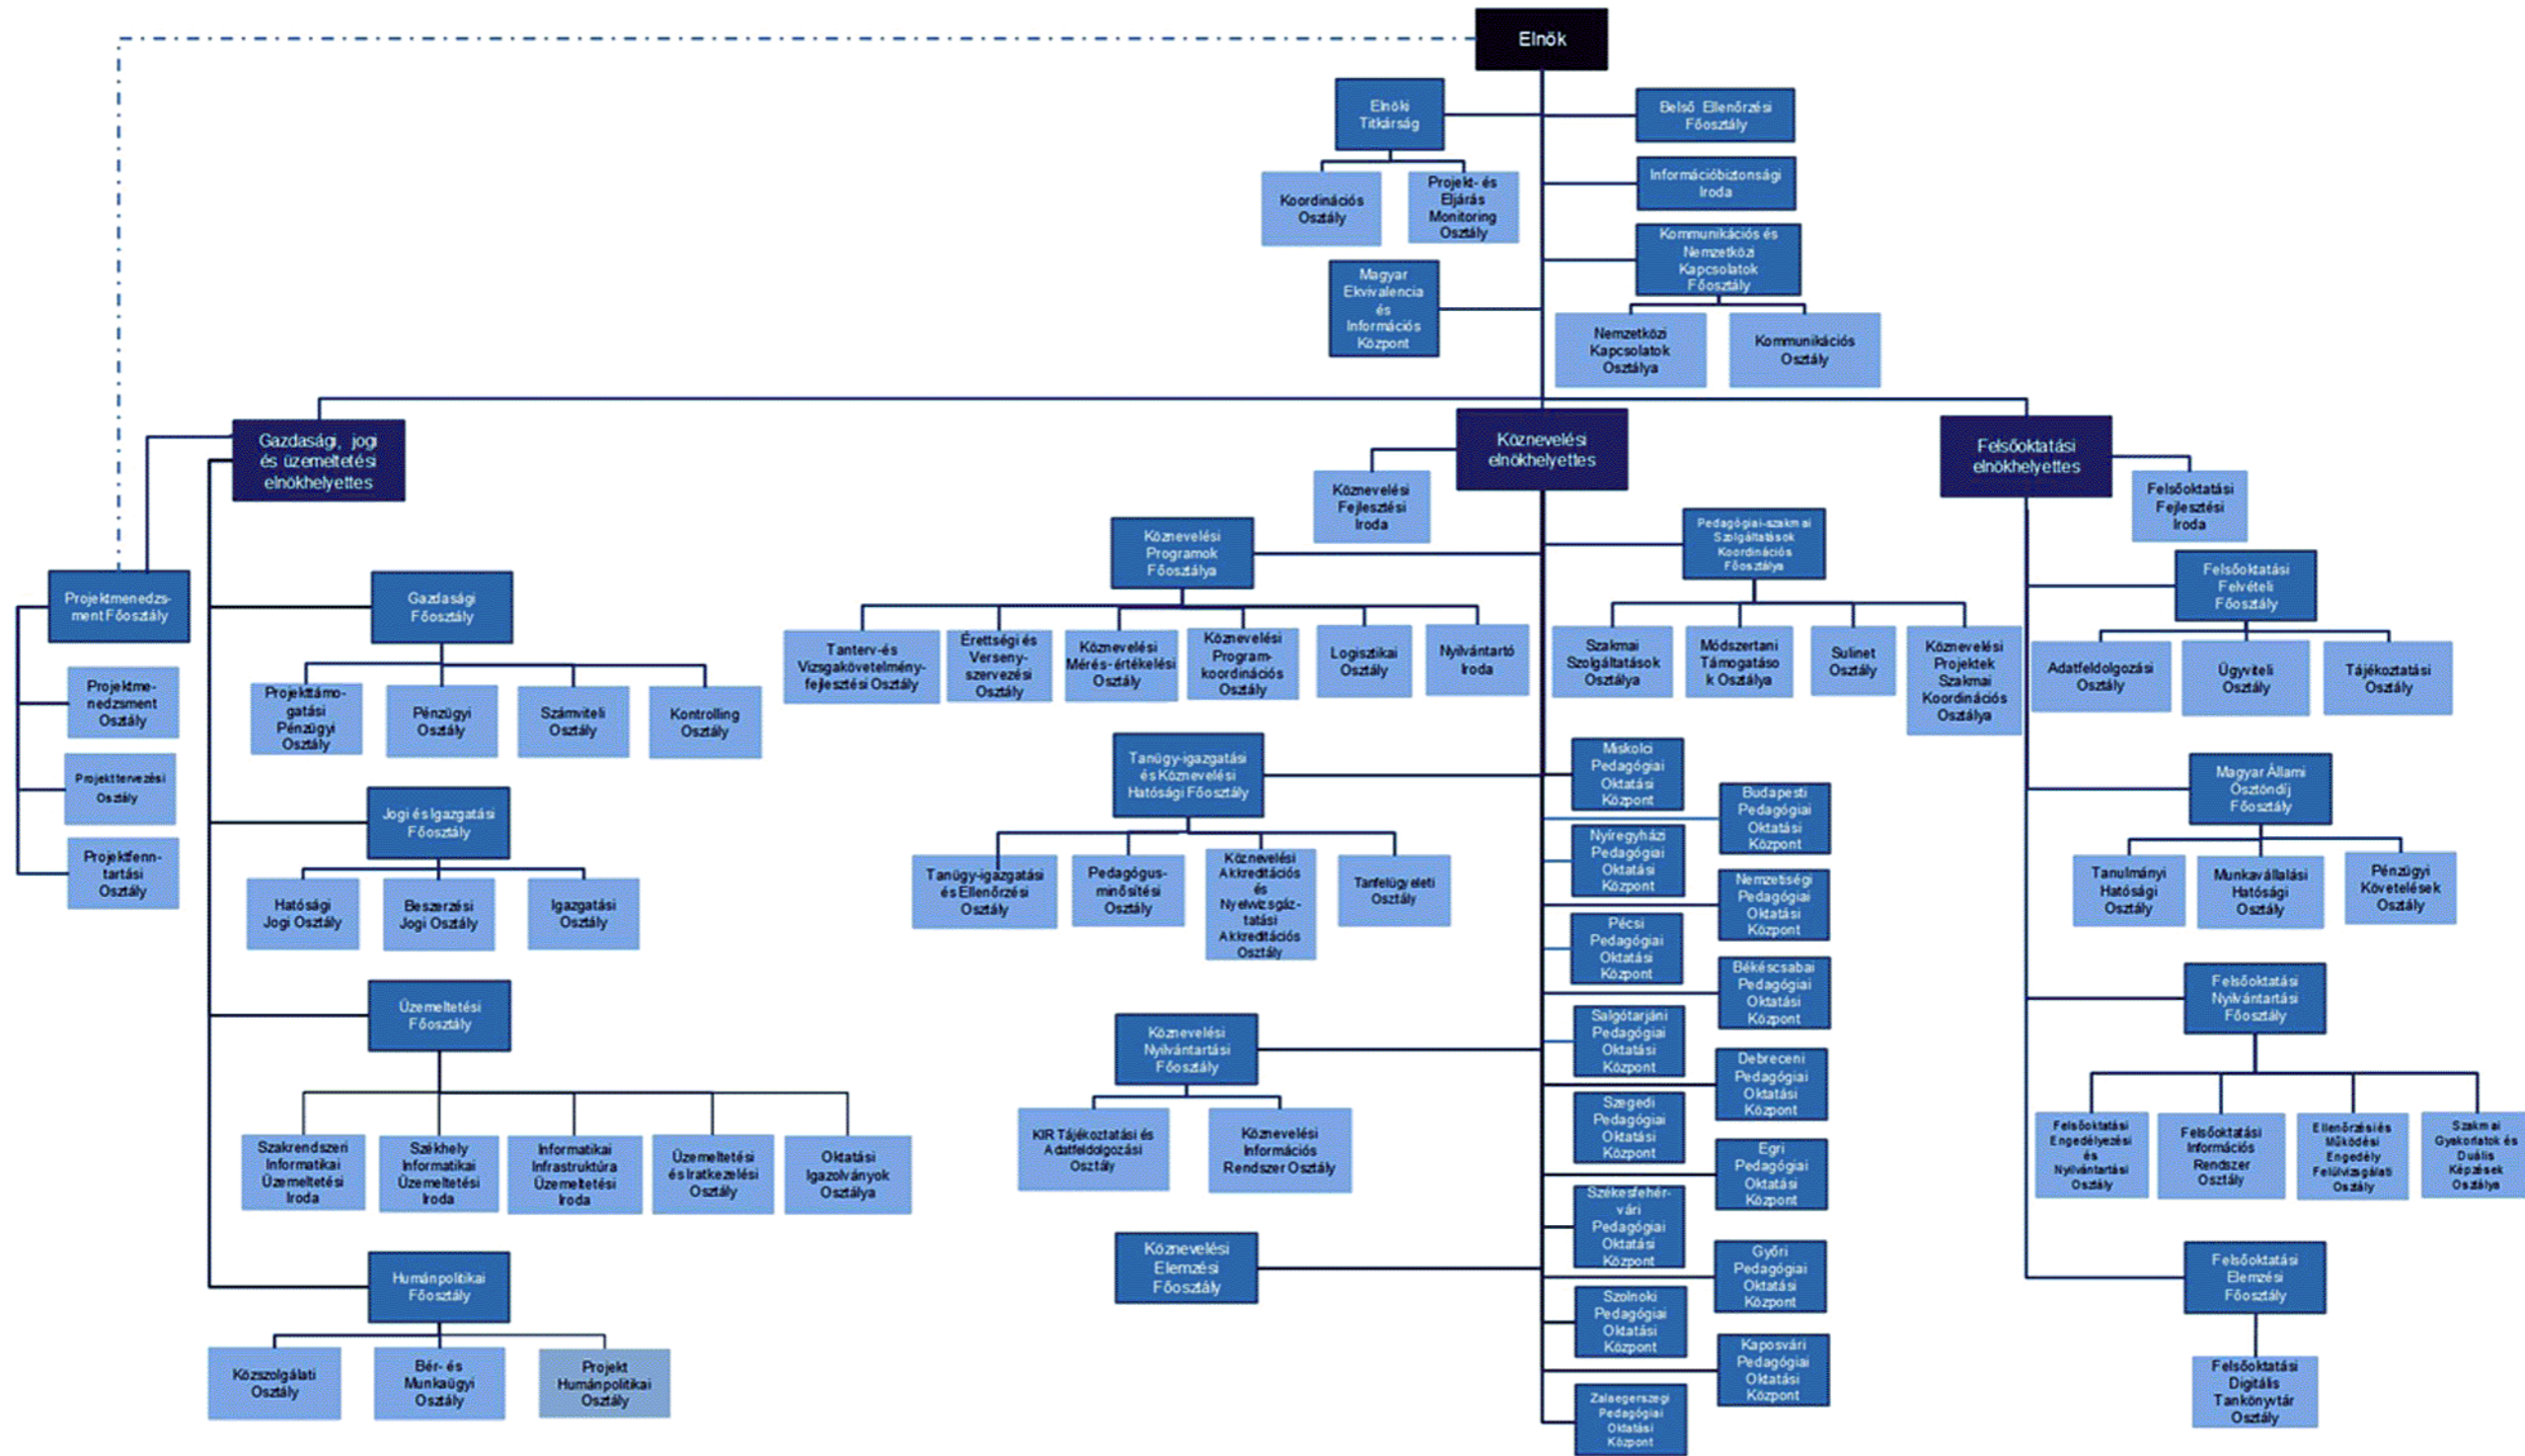 Elnök
Elnöki
Titkárság
Belső Ellenőrzési
Főosztály
Információbiztonsági
Iroda
Koordinációs
Osztály
Projekt- és
Eljárás
Monitoring
Osztály
Kommunikációs és
Nemzetközi
Kapcsolatok
Főosztály
Magyar
Ekvivalencia
és
Információs
Központ
Nemzetközi
Kapcsolatok
Osztálya
Kommunikációs
Osztály
Gazdasági, jogi
és üzemeltetési
elnökhelyettes
Köznevelési
elnökhelyettes
Felsőoktatási
elnökhelyettes
Köznevelési
Fejlesztési
Iroda
Felsőoktatási
Fejlesztési
Iroda
Projektmenedzs-
ment Főosztály
Projektme-
nedzsment
Osztály
Projekttervezési
Osztály
Projektfenn-
tartási
Osztály
Gazdasági
Főosztály
Projekttámo-
gatási
Pénzügyi
Osztály
Pénzügyi
Osztály
Számviteli
Osztály
Kontrolling
Osztály
Jogi és Igazgatási
Főosztály
Hatósági
Jogi Osztály
Beszerzési
Jogi Osztály
Igazgatási
Osztály
Üzemeltetési
Főosztály
Szakrendszeri
Informatikai
Üzemeltetési
Iroda
Székhely
Informatikai
Üzemeltetési
Iroda
Informatikai
Infrastruktúra
Üzemeltetési
Iroda
Üzemeltetési
és Iratkezelési
Osztály
Oktatási
Igazolványok
Osztálya
Humánpolitikai
Főosztály
Közszolgálati
Osztály
Bér- és
Munkaügyi
Osztály
Projekt
Humánpolitikai
Osztály
Köznevelési
Programok
Főosztálya
Tanterv-és
Vizsgakövetelmény-
fejlesztési Osztály
Érettségi és
Verseny-
szervezési
Osztály
Köznevelési
Mérés-értékelési
Osztály
Köznevelési
Program-
koordinációs
Osztály
Logisztikai
Osztály
Nyilvántartó
Iroda
Pedagógiai-szakmai
Szolgáltatások
Koordinációs
Főosztálya
Szakmai
Szolgáltatások
Osztálya
Módszertani
Támogatáso
k Osztálya
Sulinet
Osztály
Köznevelési
Projektek
Szakmai
Koordinációs
Osztálya
Tanügy-igazgatási
és Köznevelési
Hatósági Főosztály
Tanügy-igazgatási
és Ellenőrzési
Osztály
Pedagógus-
minősítési
Osztály
Köznevelési
Akkreditációs
és
Nyelvvizsgáz-
tatási
Akkreditációs
Osztály
Tanfelügyeleti
Osztály
Köznevelési
Nyilvántartási
Főosztály
KIR Tájékoztatási és
Adatfeldolgozási
Osztály
Köznevelési
Információs
Rendszer Osztály
Köznevelési
Elemzési
Főosztály
Miskolci
Pedagógiai
Oktatási
Központ
Budapesti
Pedagógiai
Oktatási
Központ
Nyíregyházi
Pedagógiai
Oktatási
Központ
Nemzetiségi
Pedagógiai
Oktatási
Központ
Pécsi
Pedagógiai
Oktatási
Központ
Békéscsabai
Pedagógiai
Oktatási
Központ
Salgótarjáni
Pedagógiai
Oktatási
Központ
Debreceni
Pedagógiai
Oktatási
Központ
Szegedi
Pedagógiai
Oktatási
Központ
Egri
Pedagógiai
Oktatási
Központ
Székesfehér-
vári
Pedagógiai
Oktatási
Központ
Győri
Pedagógiai
Oktatási
Központ
Szolnoki
Pedagógiai
Oktatási
Központ
Kaposvári
Pedagógiai
Oktatási
Központ
Zalaegerszegi
Pedagógiai
Oktatási
Központ
Felsőoktatási
Felvételi
Főosztály
Adatfeldolgozási
Osztály
Ügyviteli
Osztály
Tájékoztatási
Osztály
Magyar Állami
Ösztöndíj
Főosztály
Tanulmányi
Hatósági
Osztály
Munkavállalási
Hatósági
Osztály
Pénzügyi
Követelések
Osztály
Felsőoktatási
Nyilvántartási
Főosztály
Felsőoktatási
Engedélyezési
és
Nyilvántartási
Osztály
Felsőoktatási
Információs
Rendszer
Osztály
Ellenőrzési és
Működési
Engedély
Felülvizsgálati
Osztály
Szakmai
Gyakorlatok és
Duális
Képzések
Osztálya
Felsőoktatási
Elemzési
Főosztály
Felsőoktatási
Digitális
Tankönyvtár
Osztály